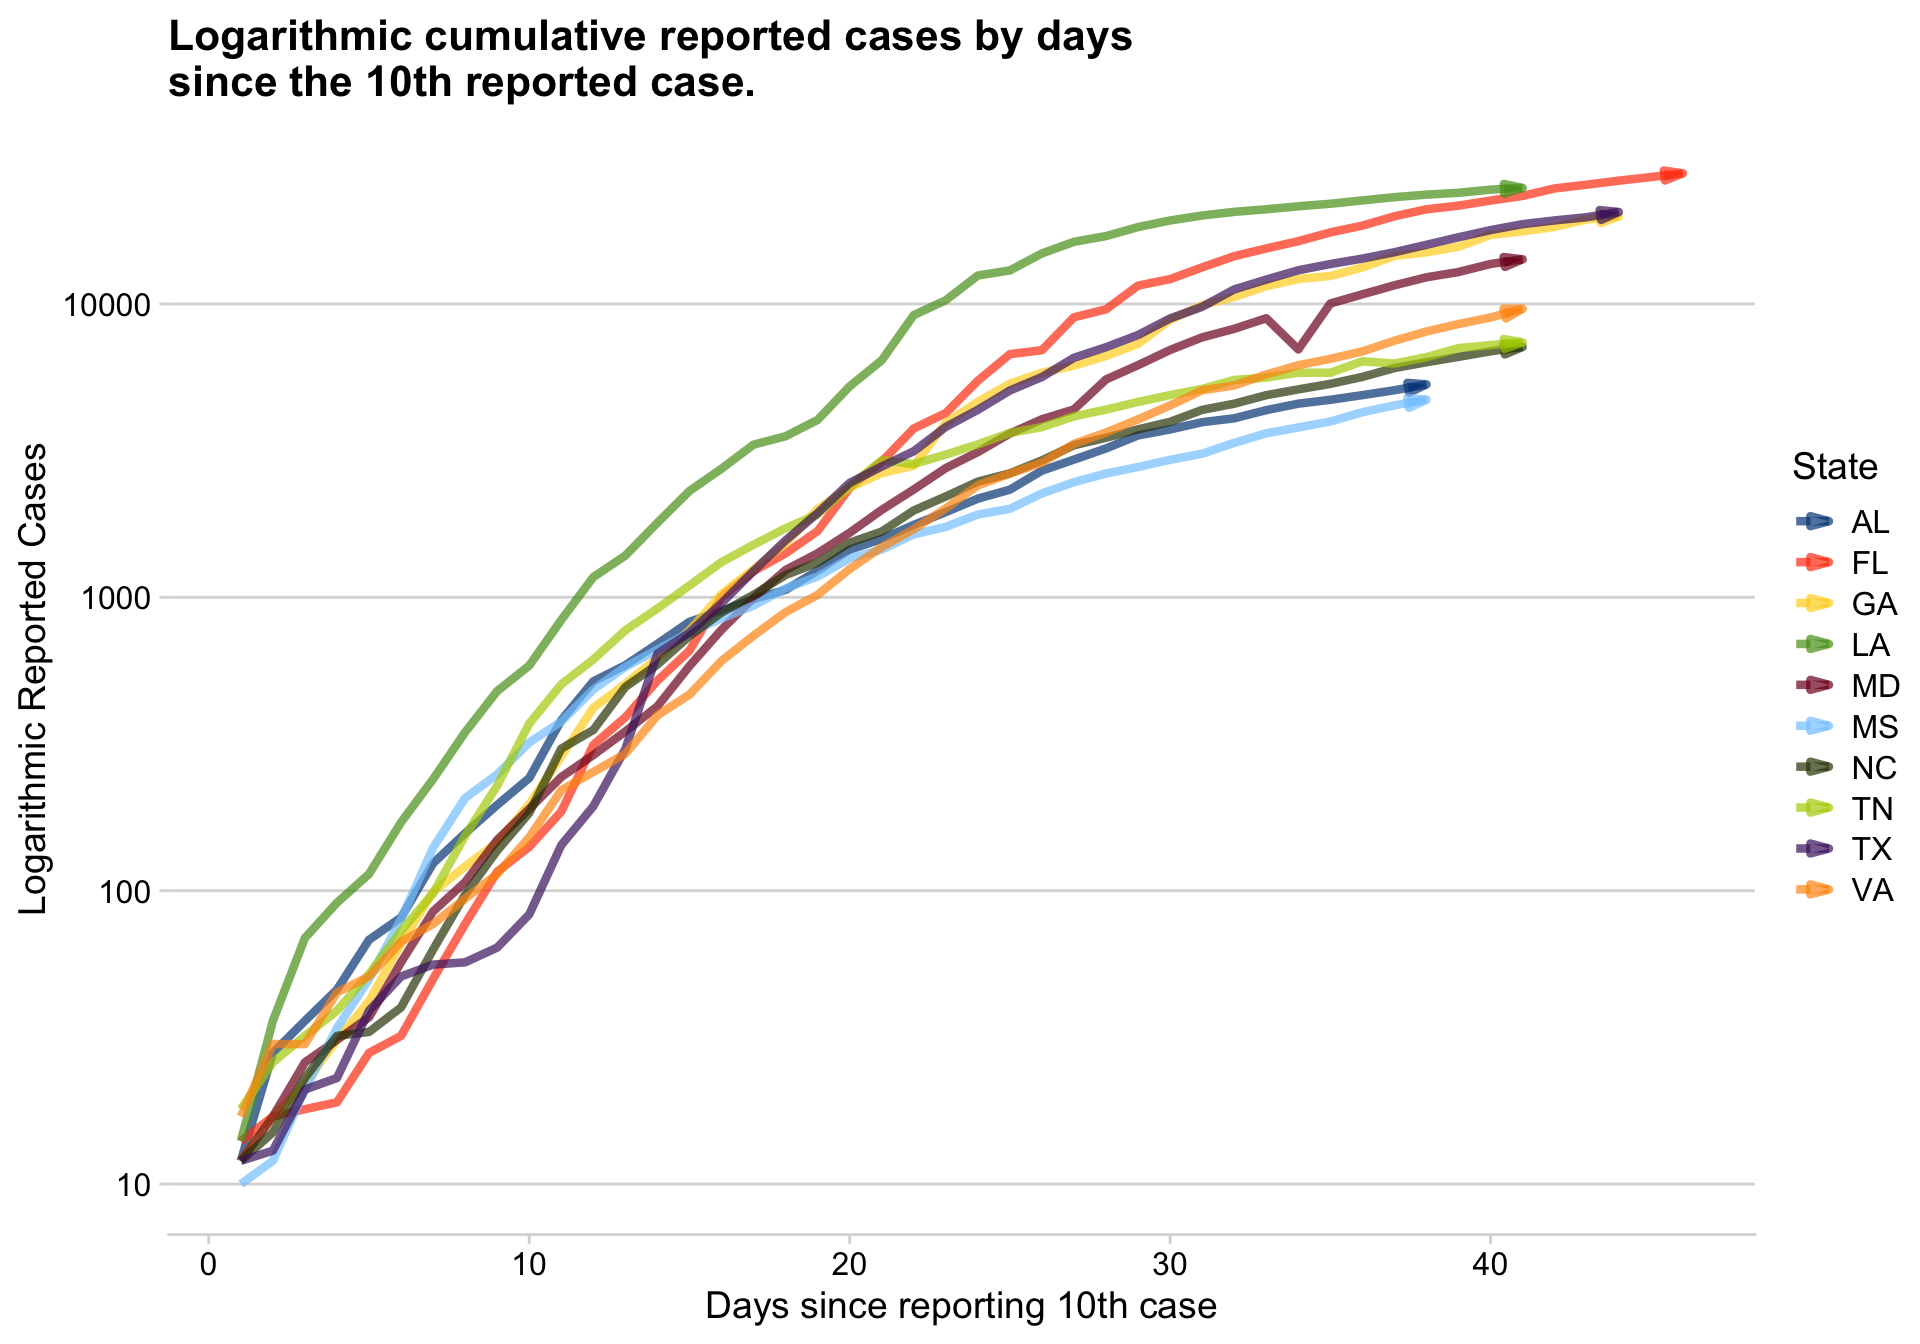 Logarithmic cumulative reported cases by days
since the 10th reported case.
Logarithmic Reported Cases
10000
1000
100
10
0 10 20 30 40
Days since reporting 10th case
State
AL
FL
GA
LA
MD
MS
NC
TN
TX
VA